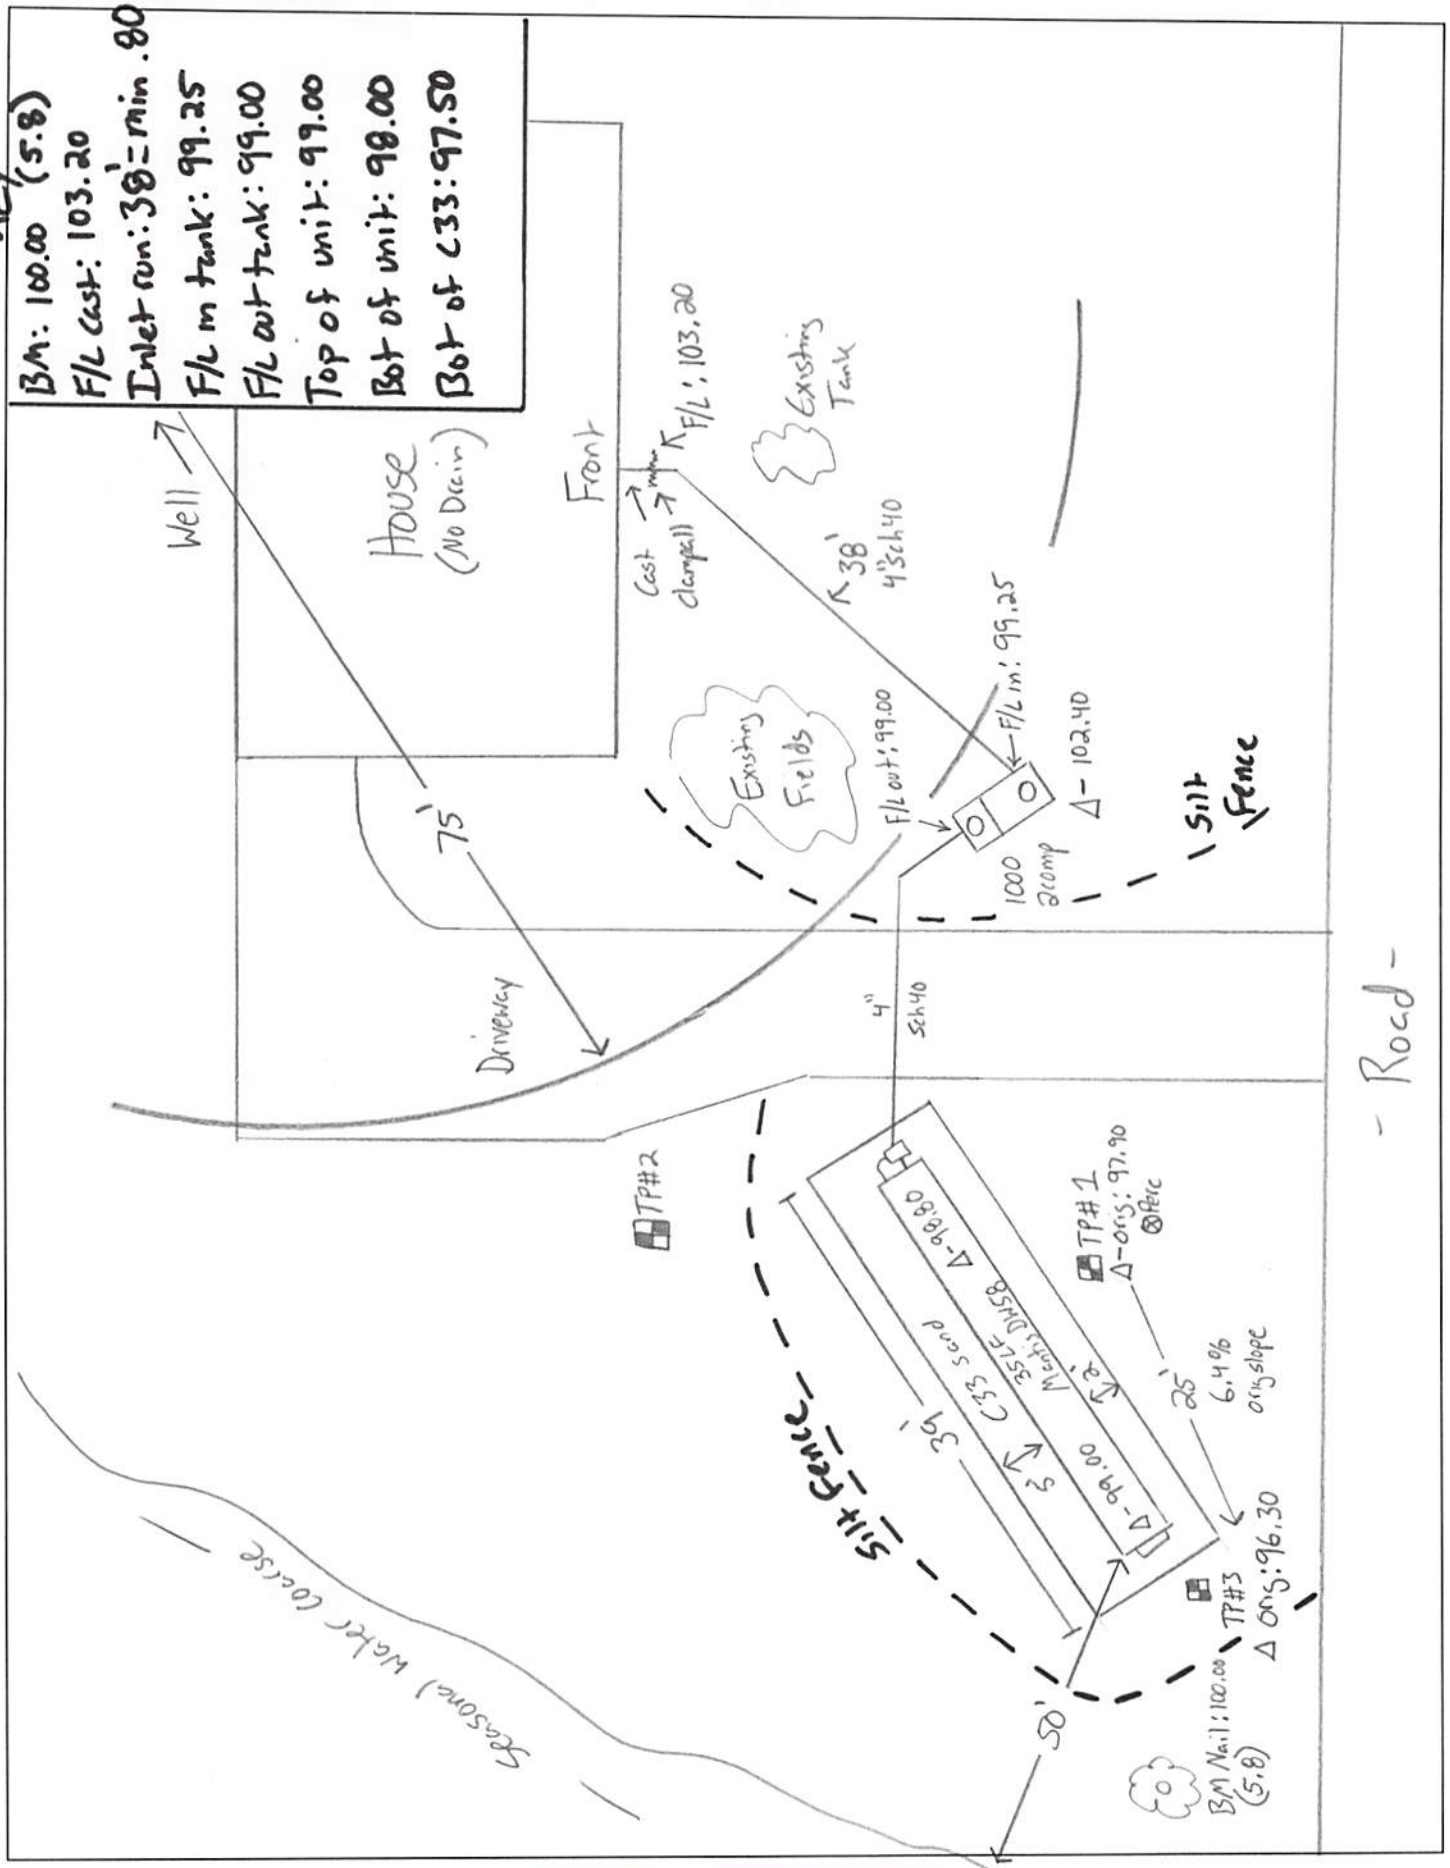 BM: 100.00 (5.8)
F/L cast: 103.20
Inlet run: 38' = min .80
F/L in tank: 99.25
F/L out tank: 99.00
Top of unit: 99.00
Bot of unit: 98.00
Bot of C33: 97.50
Well
House
(No Drain)
Front
Cast
clampall
F/L: 103.20
Existing
Tank
38'
4" Sch 40
75'
Existing
Fields
F/L out: 99.00
F/L in: 99.25
1000
2comp
Δ- 102.40
Silt
Fence
Driveway
4"
Sch 40
- Road -
TP#2
TP#1
Δ-orig: 97.90
⊗Perc
Δ-98.80
35LF
Mantis DW58
C33 sand
3'
2'
39'
Δ-99.00
25'
6.4%
orig slope
Silt Fence
TP#3
Δ orig: 96.30
BM Nail: 100.00
(5.8)
50'
Seasonal water course